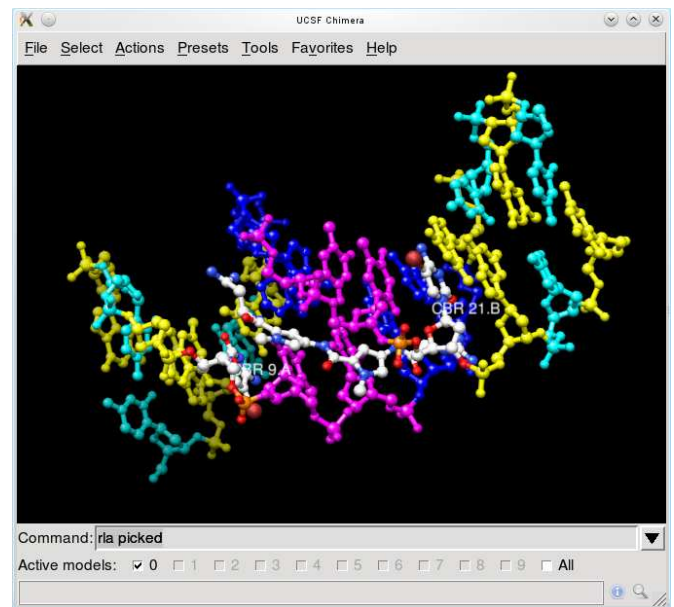 UCSF Chimera
File Select Actions Presets Tools Favorites Help
CBR 21.B
BR 9.A
Command: rla picked
Active models: 0 1 2 3 4 5 6 7 8 9 All